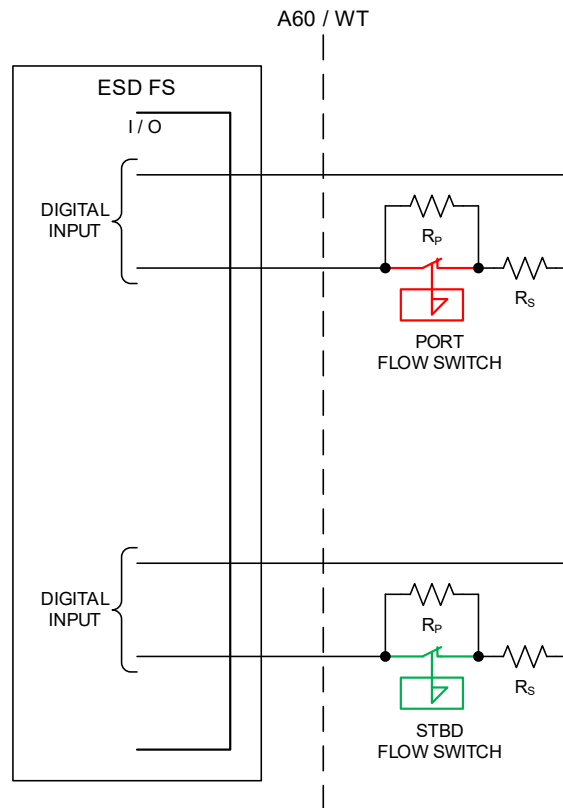 A60 / WT
ESD FS
I / O
DIGITAL
INPUT
RP
RS
PORT
FLOW SWITCH
DIGITAL
INPUT
RP
RS
STBD
FLOW SWITCH